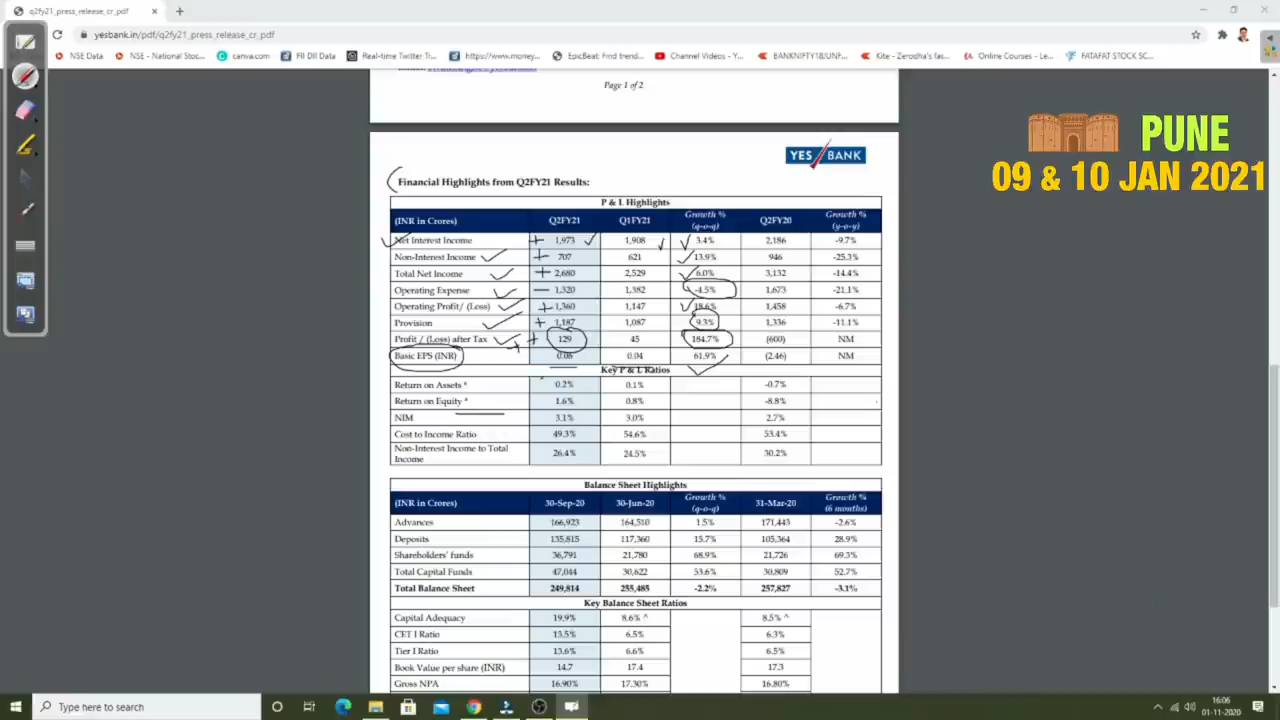 q2fy21_press_release_cr_pdf
yesbank.in/pdf/q2fy21_press_release_cr_pdf
NSE Data NSE - National Stoc... canva.com FII DII Data Real-time Twitter Tr... https://www.money... EpicBeat: Find trend... Channel Videos - Y... BANKNIFTY18JUNF... Kite - Zerodha's fas... Online Courses - Le... FATAFAT STOCK SC...
Page 1 of 2
PUNE
09 & 10 JAN 2021
YES BANK
Financial Highlights from Q2FY21 Results:
P & L Highlights
(INR in Crores) Q2FY21 Q1FY21 Growth % (q-o-q) Q2FY20 Growth % (y-o-y)
Net Interest Income 1,973 1,908 3.4% 2,186 -9.7%
Non-Interest Income 707 621 13.9% 946 -25.3%
Total Net Income 2,680 2,529 6.0% 3,132 -14.4%
Operating Expense 1,320 1,382 -4.5% 1,673 -21.1%
Operating Profit/ (Loss) 1,360 1,147 18.6% 1,458 -6.7%
Provision 1,187 1,087 9.3% 1,336 -11.1%
Profit / (Loss) after Tax 129 45 184.7% (600) NM
Basic EPS (INR) 0.06 0.04 61.9% (2.46) NM
Key P & L Ratios
Return on Assets 0.2% 0.1% -0.7%
Return on Equity 1.6% 0.8% -8.8%
NIM 3.1% 3.0% 2.7%
Cost to Income Ratio 49.3% 54.6% 53.4%
Non-Interest Income to Total Income 26.4% 24.5% 30.2%
Balance Sheet Highlights
(INR in Crores) 30-Sep-20 30-Jun-20 Growth % (q-o-q) 31-Mar-20 Growth % (6 months)
Advances 166,923 164,510 1.5% 171,443 -2.6%
Deposits 135,815 117,360 15.7% 105,364 28.9%
Shareholders' funds 36,791 21,780 68.9% 21,726 69.3%
Total Capital Funds 47,044 30,622 53.6% 30,809 52.7%
Total Balance Sheet 249,814 255,485 -2.2% 257,827 -3.1%
Key Balance Sheet Ratios
Capital Adequacy 19.9% 8.6% ^ 8.5% ^
CET I Ratio 13.5% 6.5% 6.3%
Tier I Ratio 13.6% 6.6% 6.5%
Book Value per share (INR) 14.7 17.4 17.3
Gross NPA 16.90% 17.30% 16.80%
Type here to search
16:06
01-11-2020